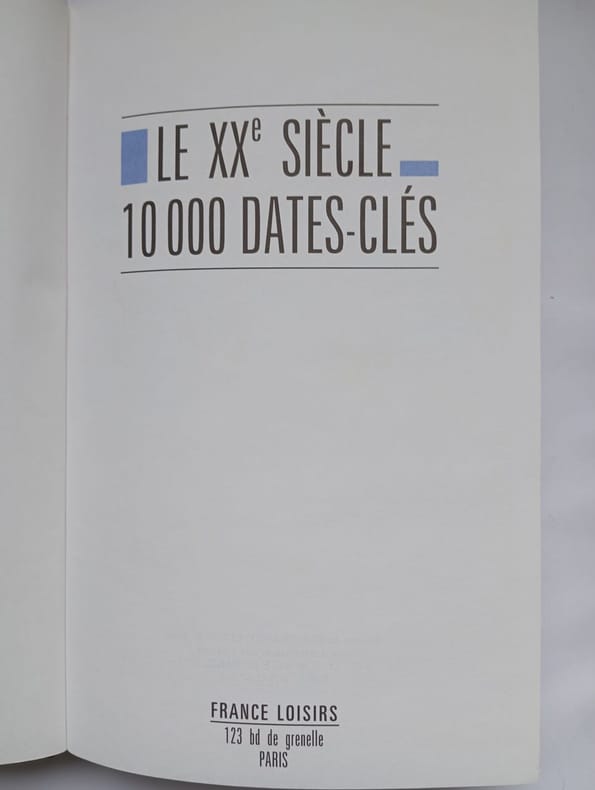 LE XXe SIÈCLE
10 000 DATES-CLÉS
FRANCE LOISIRS
123 bd de grenelle
PARIS